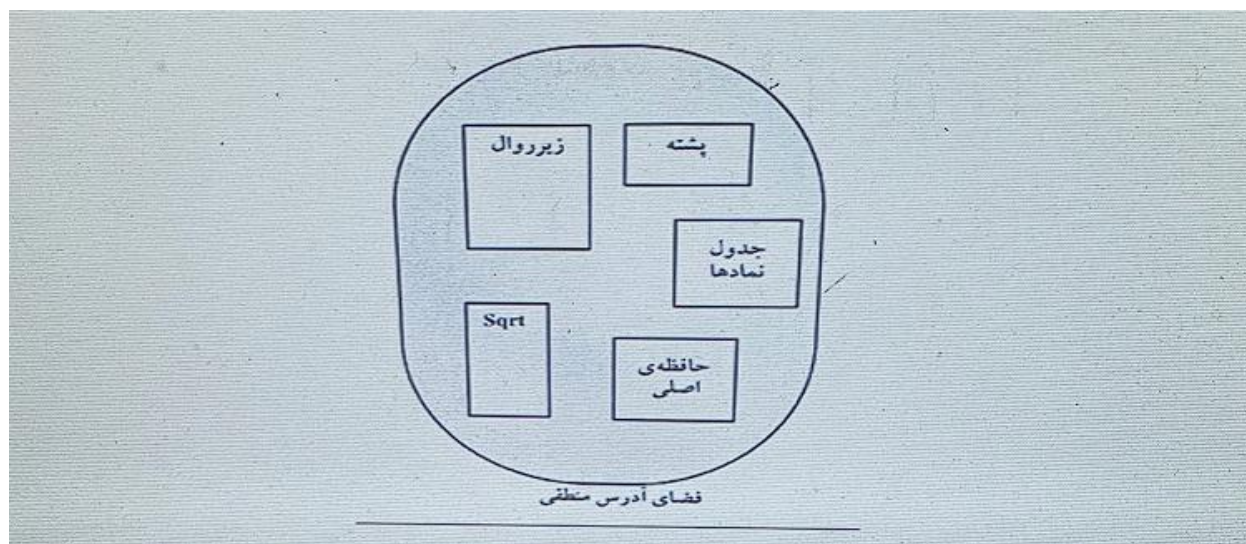 زیرروال
پشته
جدول
نمادها
Sqrt
حافظه‌ی
اصلی
فضای آدرس منطقی